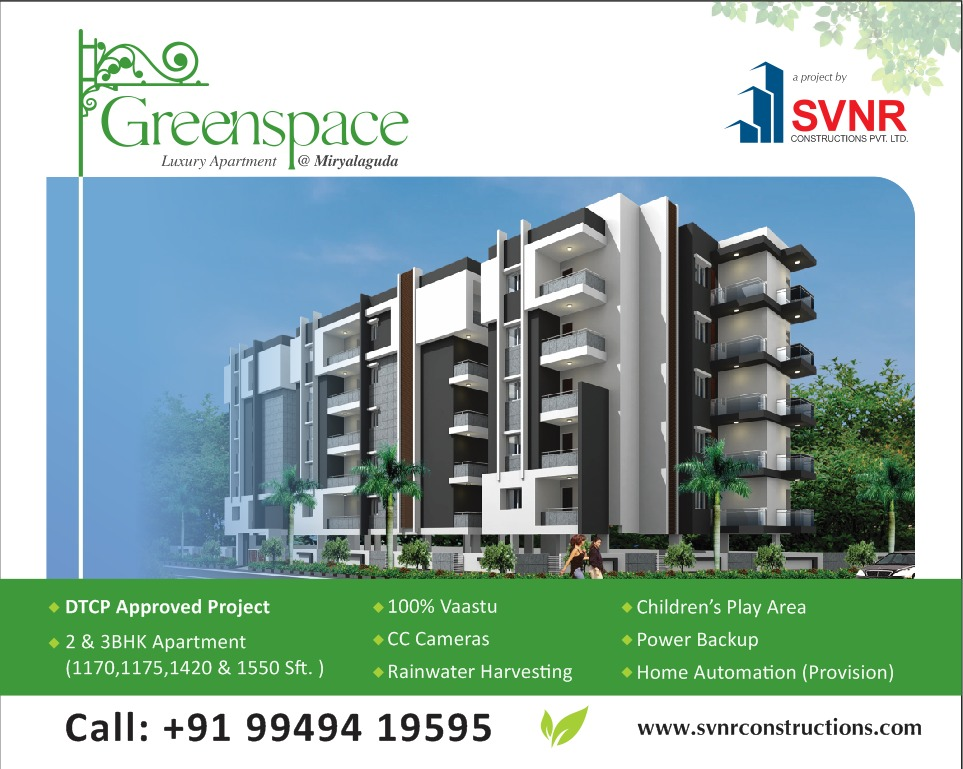 Greenspace
Luxury Apartment @ Miryalaguda
a project by
SVNR
CONSTRUCTIONS PVT. LTD.
DTCP Approved Project
2 & 3BHK Apartment
(1170,1175,1420 & 1550 Sft. )
100% Vaastu
CC Cameras
Rainwater Harvesting
Children's Play Area
Power Backup
Home Automation (Provision)
Call: +91 99494 19595
www.svnrconstructions.com